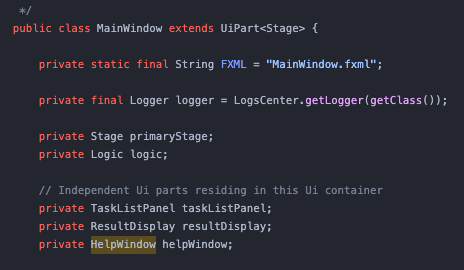 */
public class MainWindow extends UiPart<Stage> {
private static final String FXML = "MainWindow.fxml";
private final Logger logger = LogsCenter.getLogger(getClass());
private Stage primaryStage;
private Logic logic;
// Independent Ui parts residing in this Ui container
private TaskListPanel taskListPanel;
private ResultDisplay resultDisplay;
private HelpWindow helpWindow;